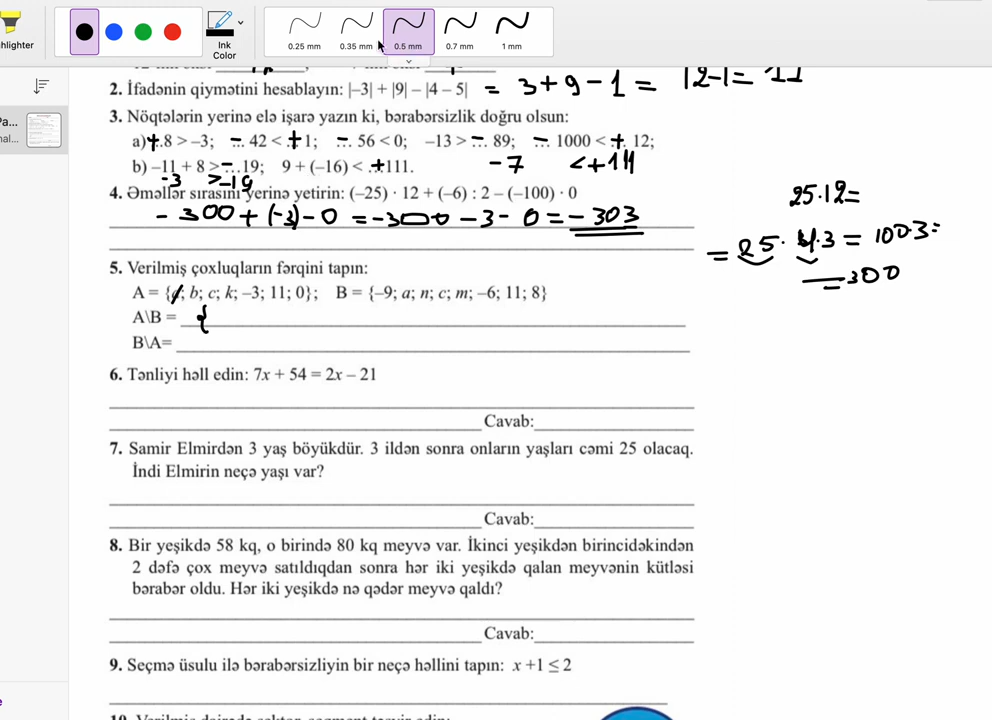 hlighter
Ink
Color
0.25 mm 0.35 mm 0.5 mm 0.7 mm 1 mm
2. İfadənin qiymətini hesablayın: |–3| + |9| – |4 – 5| = 3+9-1= 12-1= 11
3. Nöqtələrin yerinə elə işarə yazın ki, bərabərsizlik doğru olsun:
a) +.8 > –3; –.. 42 < + 1; –.. 56 < 0; –13 > –.. 89; –.. 1000 < +. 12;
b) –11 + 8 > –... 19; 9 + (–16) < ..+111. -7 <+111
-3 >-19
4. Əməllər sırasını yerinə yetirin: (–25) · 12 + (–6) : 2 – (–100) · 0
25·12=
- 300 + (-3) - 0 = -300 - 3 - 0 = - 303
= 25 · 4·3 = 100·3=
= 300
5. Verilmiş çoxluqların fərqini tapın:
A = {a; b; c; k; –3; 11; 0}; B = {–9; a; n; c; m; –6; 11; 8}
A\B = {
B\A=
6. Tənliyi həll edin: 7x + 54 = 2x – 21
Cavab:
7. Samir Elmirdən 3 yaş böyükdür. 3 ildən sonra onların yaşları cəmi 25 olacaq.
İndi Elmirin neçə yaşı var?
Cavab:
8. Bir yeşikdə 58 kq, o birində 80 kq meyvə var. İkinci yeşikdən birincidəkindən
2 dəfə çox meyvə satıldıqdan sonra hər iki yeşikdə qalan meyvənin kütləsi
bərabər oldu. Hər iki yeşikdə nə qədər meyvə qaldı?
Cavab:
9. Seçmə üsulu ilə bərabərsizliyin bir neçə həllini tapın: x +1 ≤ 2